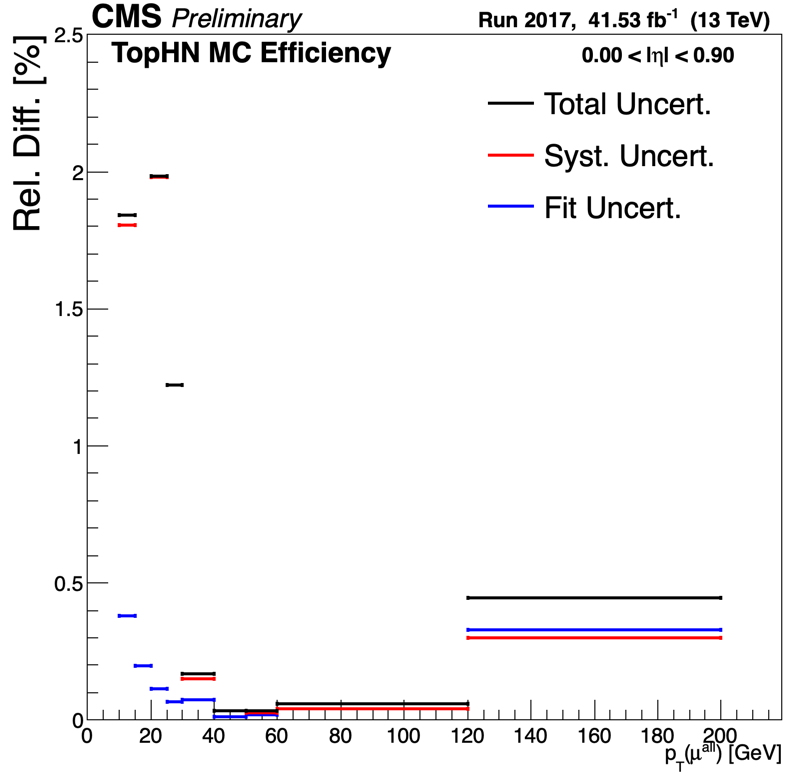 CMS Preliminary
Run 2017, 41.53 fb⁻¹ (13 TeV)
TopHN MC Efficiency
0.00 < |η| < 0.90
Total Uncert.
Syst. Uncert.
Fit Uncert.
Rel. Diff. [%]
2.5
2
1.5
1
0.5
0
0 20 40 60 80 100 120 140 160 180 200
p_T(μ^all) [GeV]